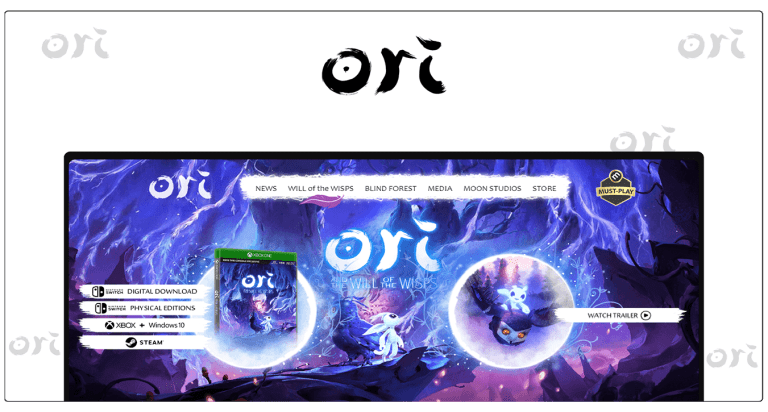 ori
ori
ori
ori
ori
NEWS
WILL of the WISPS
BLIND FOREST
MEDIA
MOON STUDIOS
STORE
MUST-PLAY
XBOX ONE
ori
AND THE WILL OF THE WISPS
ori
SWITCH DIGITAL DOWNLOAD
SWITCH PHYSICAL EDITIONS
XBOX + Windows10
STEAM
WATCH TRAILER
ori
ori